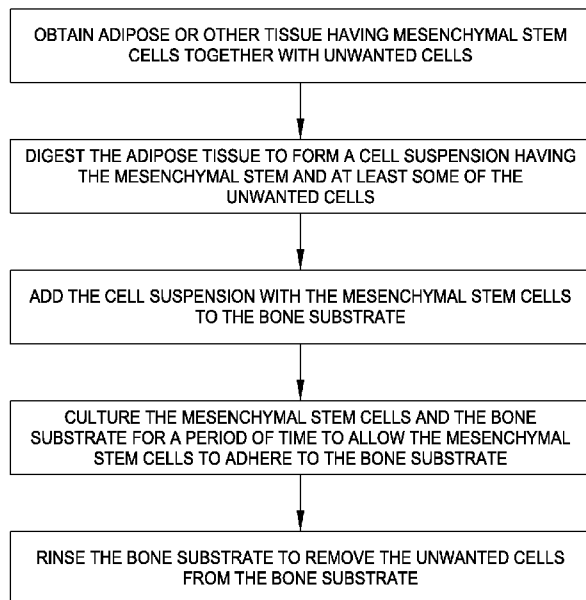 OBTAIN ADIPOSE OR OTHER TISSUE HAVING MESENCHYMAL STEM
CELLS TOGETHER WITH UNWANTED CELLS
DIGEST THE ADIPOSE TISSUE TO FORM A CELL SUSPENSION HAVING
THE MESENCHYMAL STEM AND AT LEAST SOME OF THE
UNWANTED CELLS
ADD THE CELL SUSPENSION WITH THE MESENCHYMAL STEM CELLS
TO THE BONE SUBSTRATE
CULTURE THE MESENCHYMAL STEM CELLS AND THE BONE
SUBSTRATE FOR A PERIOD OF TIME TO ALLOW THE MESENCHYMAL
STEM CELLS TO ADHERE TO THE BONE SUBSTRATE
RINSE THE BONE SUBSTRATE TO REMOVE THE UNWANTED CELLS
FROM THE BONE SUBSTRATE